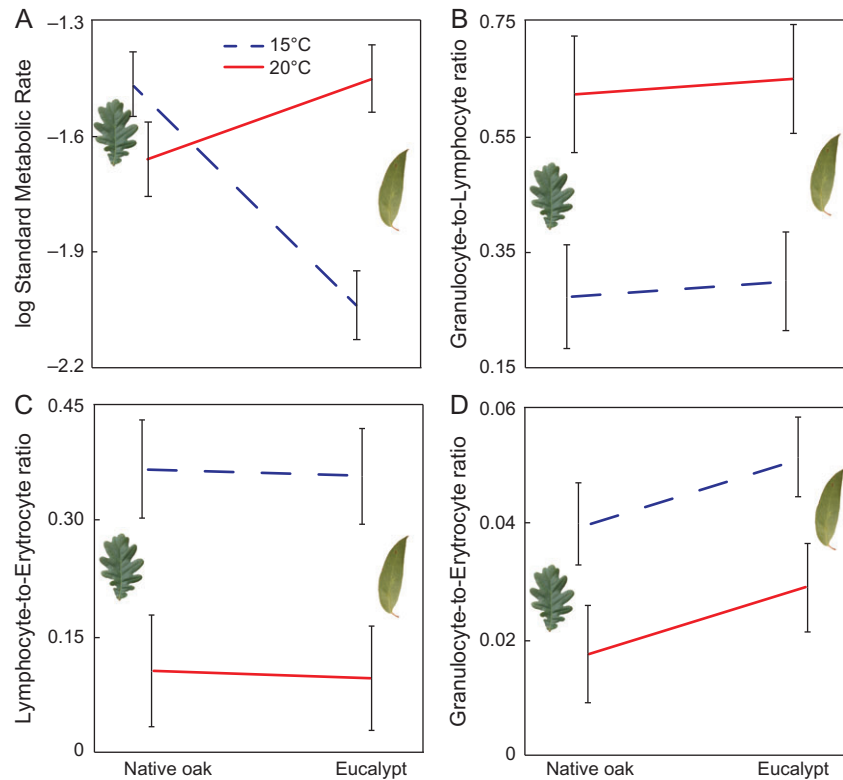 A
log Standard Metabolic Rate
–1.3
–1.6
–1.9
–2.2
15°C
20°C
B
Granulocyte-to-Lymphocyte ratio
0.75
0.55
0.35
0.15
C
Lymphocyte-to-Erytrocyte ratio
0.45
0.30
0.15
0
Native oak
Eucalypt
D
Granulocyte-to-Erytrocyte ratio
0.06
0.04
0.02
0
Native oak
Eucalypt